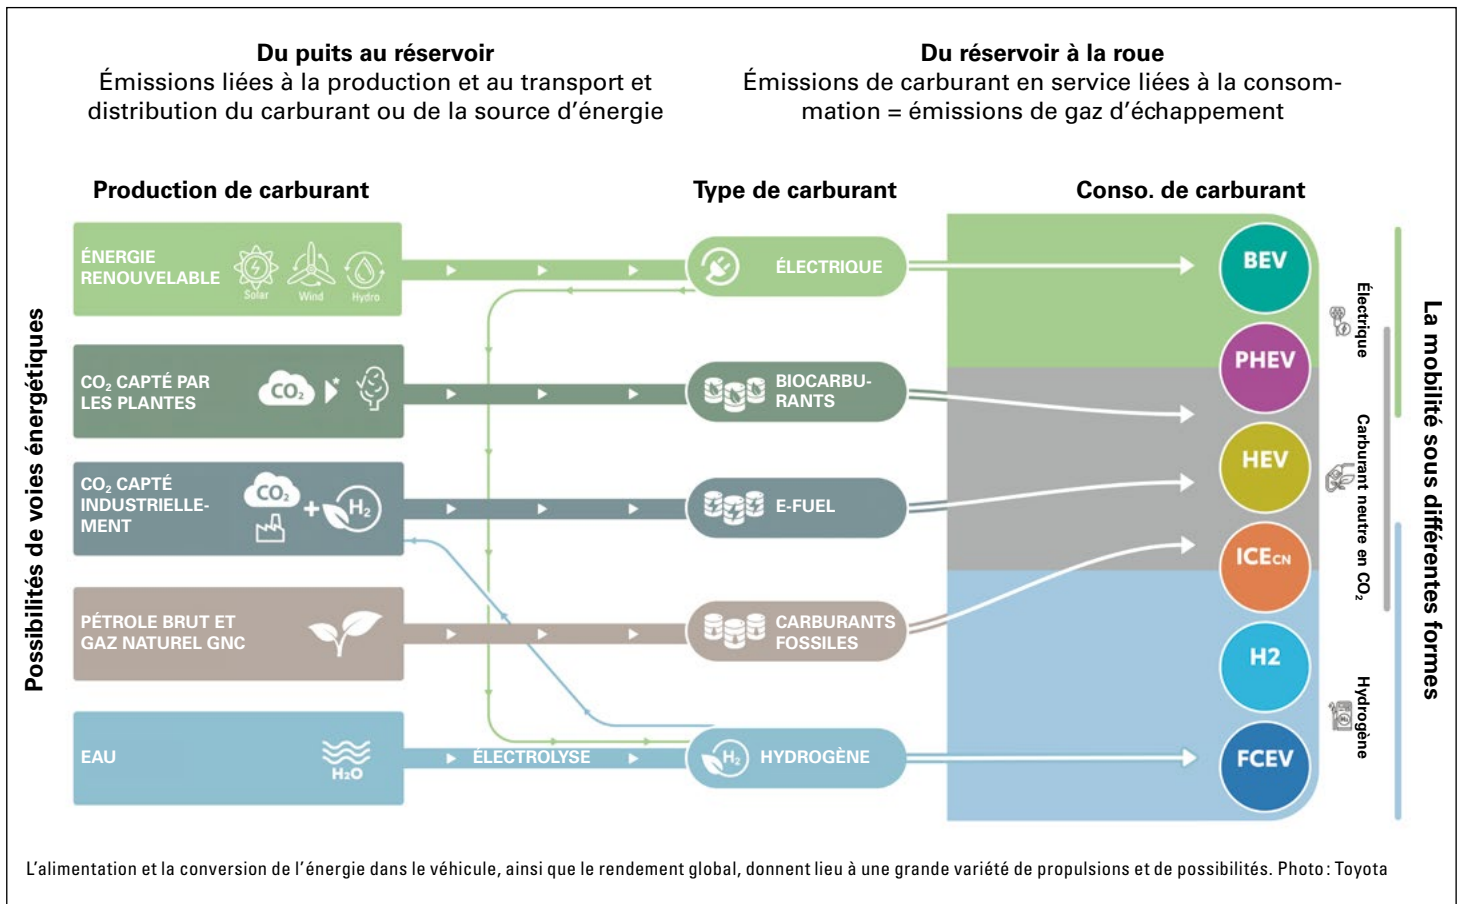 Du puits au réservoir
Émissions liées à la production et au transport et
distribution du carburant ou de la source d’énergie
Du réservoir à la roue
Émissions de carburant en service liées à la consom-
mation = émissions de gaz d’échappement
Production de carburant
Type de carburant
Conso. de carburant
Possibilités de voies énergétiques
ÉNERGIE
RENOUVELABLE
Solar
Wind
Hydro
ÉLECTRIQUE
BEV
CO₂ CAPTÉ PAR
LES PLANTES
CO₂
BIOCARBU-
RANTS
PHEV
CO₂ CAPTÉ
INDUSTRIELLE-
MENT
CO₂
+
H₂
E-FUEL
HEV
PÉTROLE BRUT ET
GAZ NATUREL GNC
CARBURANTS
FOSSILES
ICECN
H2
EAU
H₂O
ÉLECTROLYSE
H₂
HYDROGÈNE
FCEV
Électrique
Carburant neutre en CO₂
Hydrogène
La mobilité sous différentes formes
L’alimentation et la conversion de l’énergie dans le véhicule, ainsi que le rendement global, donnent lieu à une grande variété de propulsions et de possibilités. Photo : Toyota